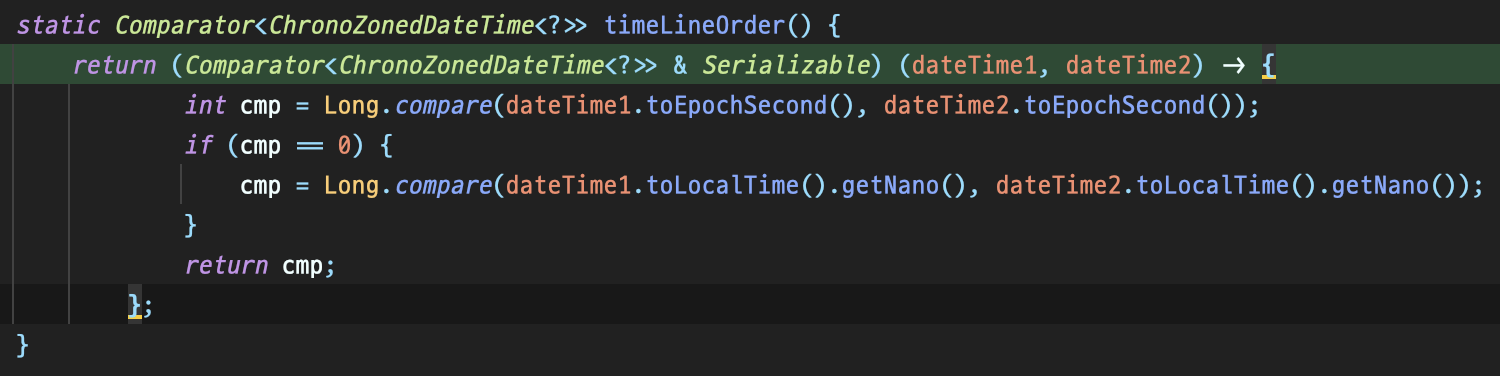 static Comparator<ChronoZonedDateTime<?>> timeLineOrder() {
return (Comparator<ChronoZonedDateTime<?>> & Serializable) (dateTime1, dateTime2) -> {
int cmp = Long.compare(dateTime1.toEpochSecond(), dateTime2.toEpochSecond());
if (cmp == 0) {
cmp = Long.compare(dateTime1.toLocalTime().getNano(), dateTime2.toLocalTime().getNano());
}
return cmp;
};
}